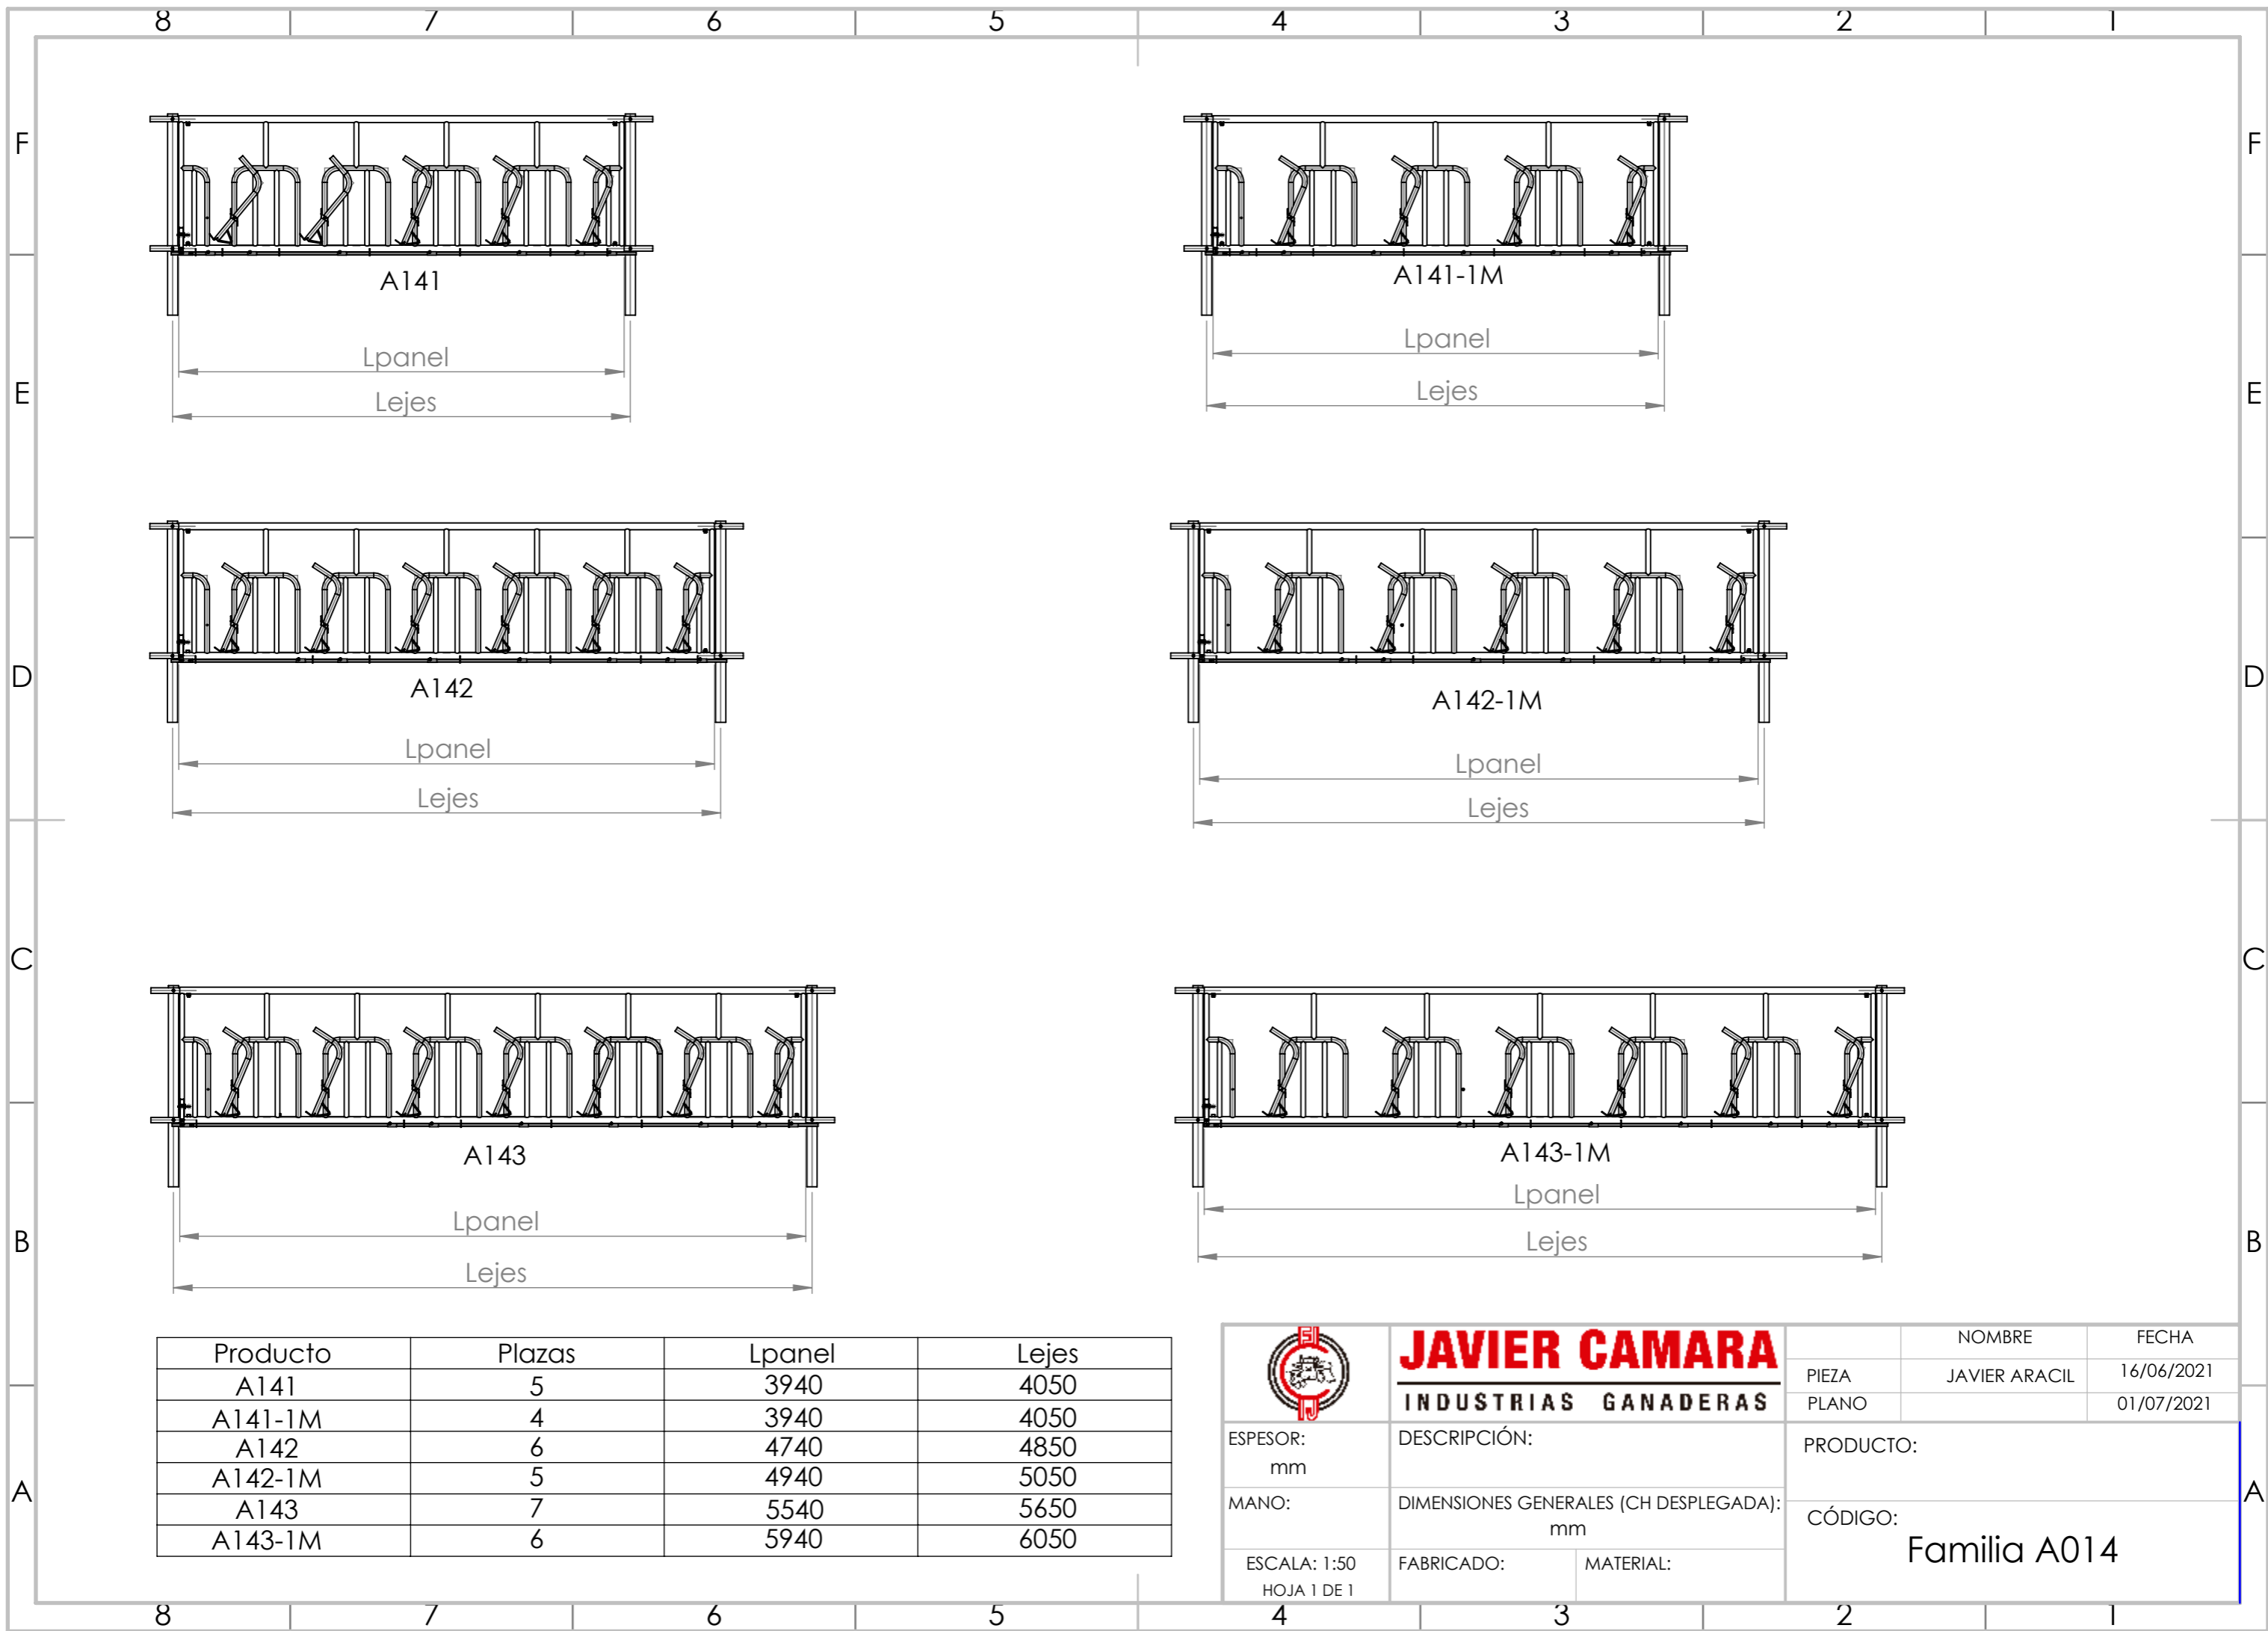 8 7 6 5 4 3 2 1
F F
A141 A141-1M
Lpanel Lpanel
Lejes Lejes
E E
D D
A142 A142-1M
Lpanel Lpanel
Lejes Lejes
C C
A143 A143-1M
Lpanel Lpanel
Lejes Lejes
B B
Producto Plazas Lpanel Lejes
A141 5 3940 4050
A141-1M 4 3940 4050
A142 6 4740 4850
A142-1M 5 4940 5050
A143 7 5540 5650
A143-1M 6 5940 6050
JAVIER CAMARA
INDUSTRIAS GANADERAS
NOMBRE FECHA
PIEZA JAVIER ARACIL 16/06/2021
PLANO 01/07/2021
ESPESOR:
mm
DESCRIPCIÓN:
PRODUCTO:
MANO:
DIMENSIONES GENERALES (CH DESPLEGADA):
mm
CÓDIGO:
Familia A014
ESCALA: 1:50
HOJA 1 DE 1
FABRICADO:
MATERIAL:
A A
8 7 6 5 4 3 2 1